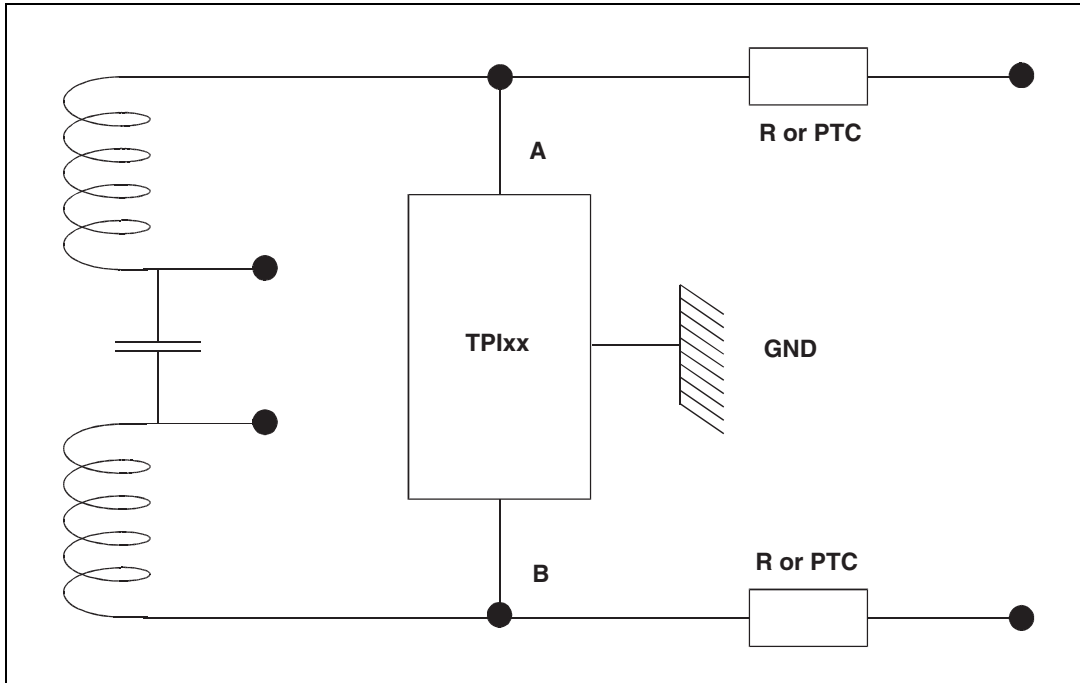 R or PTC
A
TPIxx
GND
B
R or PTC